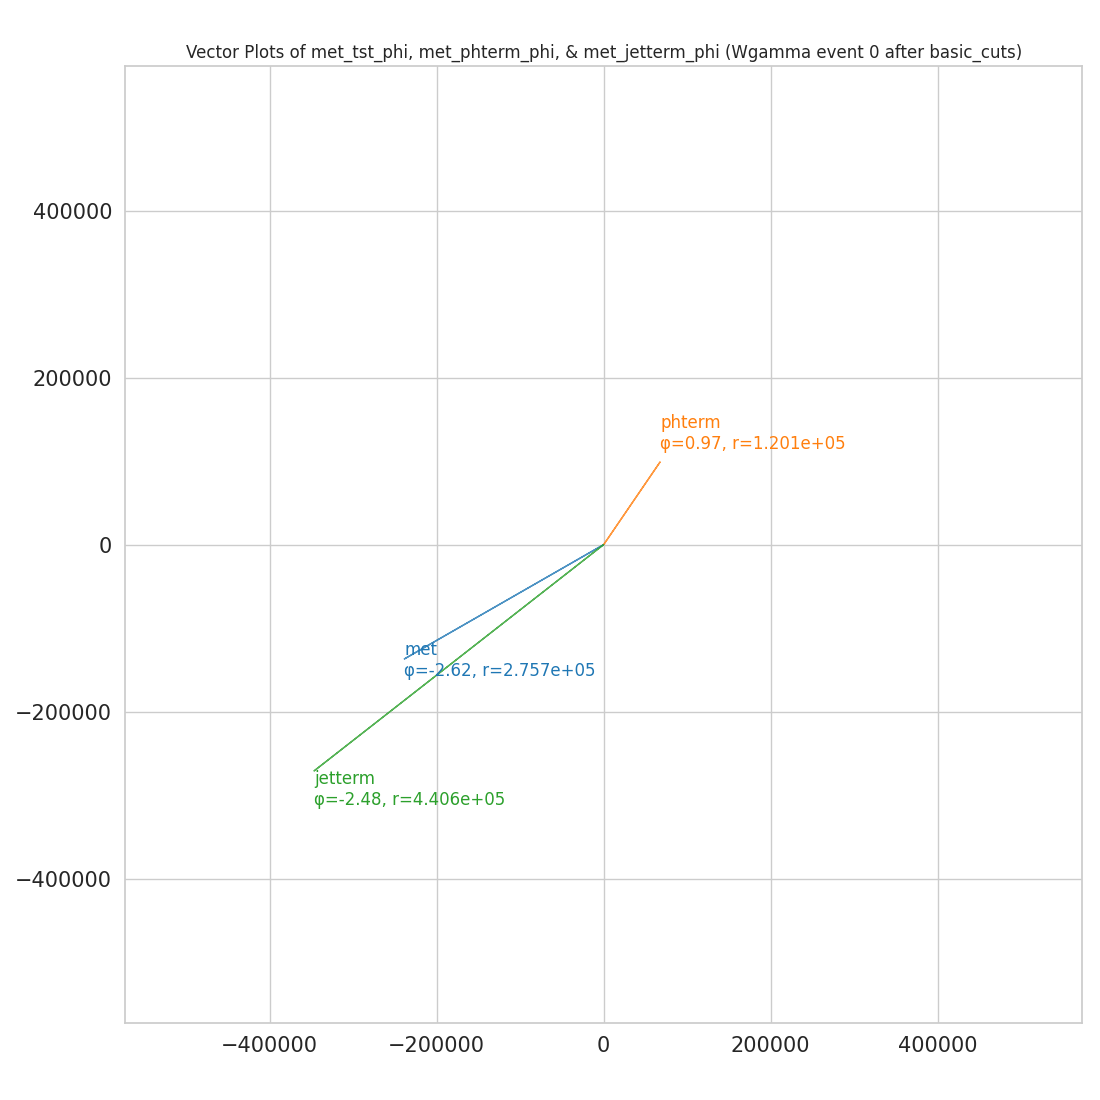 Vector Plots of met_tst_phi, met_phterm_phi, & met_jetterm_phi (Wgamma event 0 after basic_cuts)
400000
200000
0
−200000
−400000
phterm
φ=0.97, r=1.201e+05
met
φ=-2.62, r=2.757e+05
jetterm
φ=-2.48, r=4.406e+05
−400000
−200000
0
200000
400000